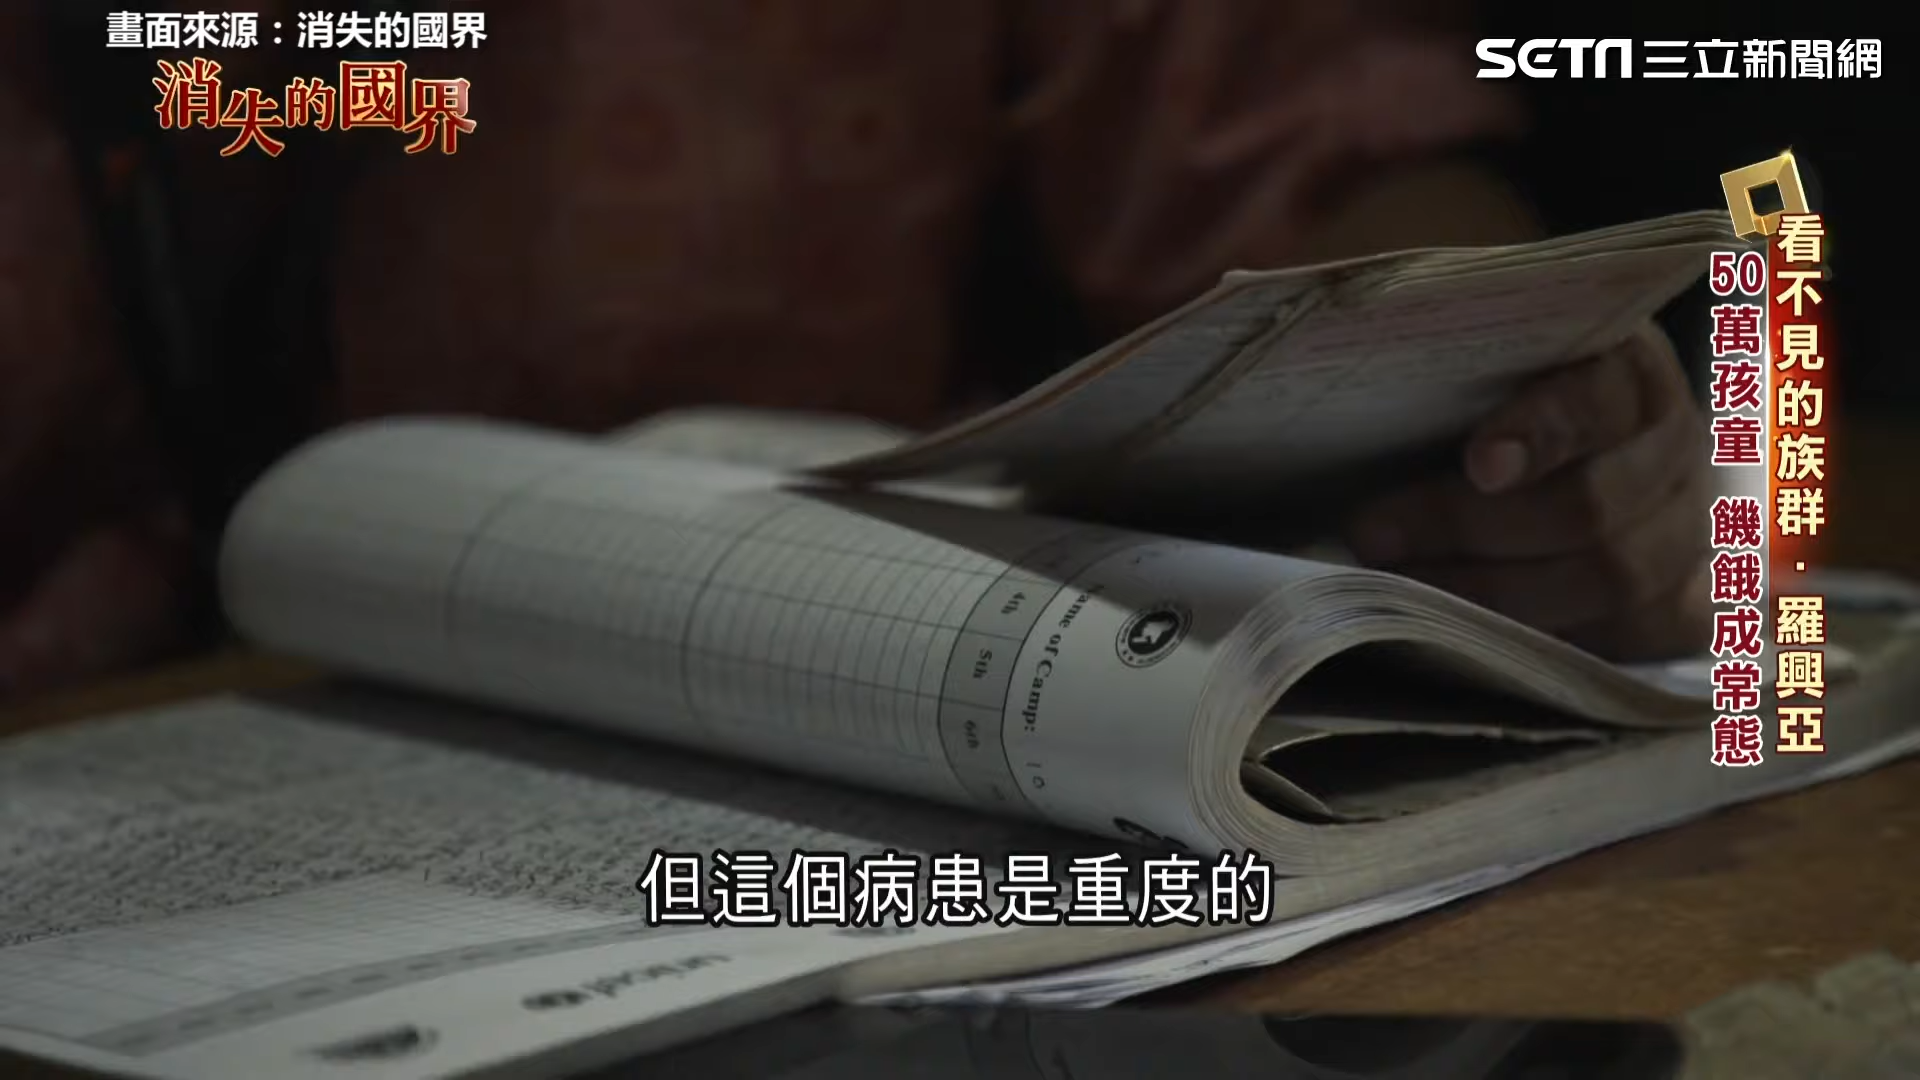 畫面來源：消失的國界
消失的國界
SETN三立新聞網
看不見的族群．羅興亞
50萬孩童 饑餓成常態
4th
5th
6th
Name of Camp:
10
unicef
但這個病患是重度的